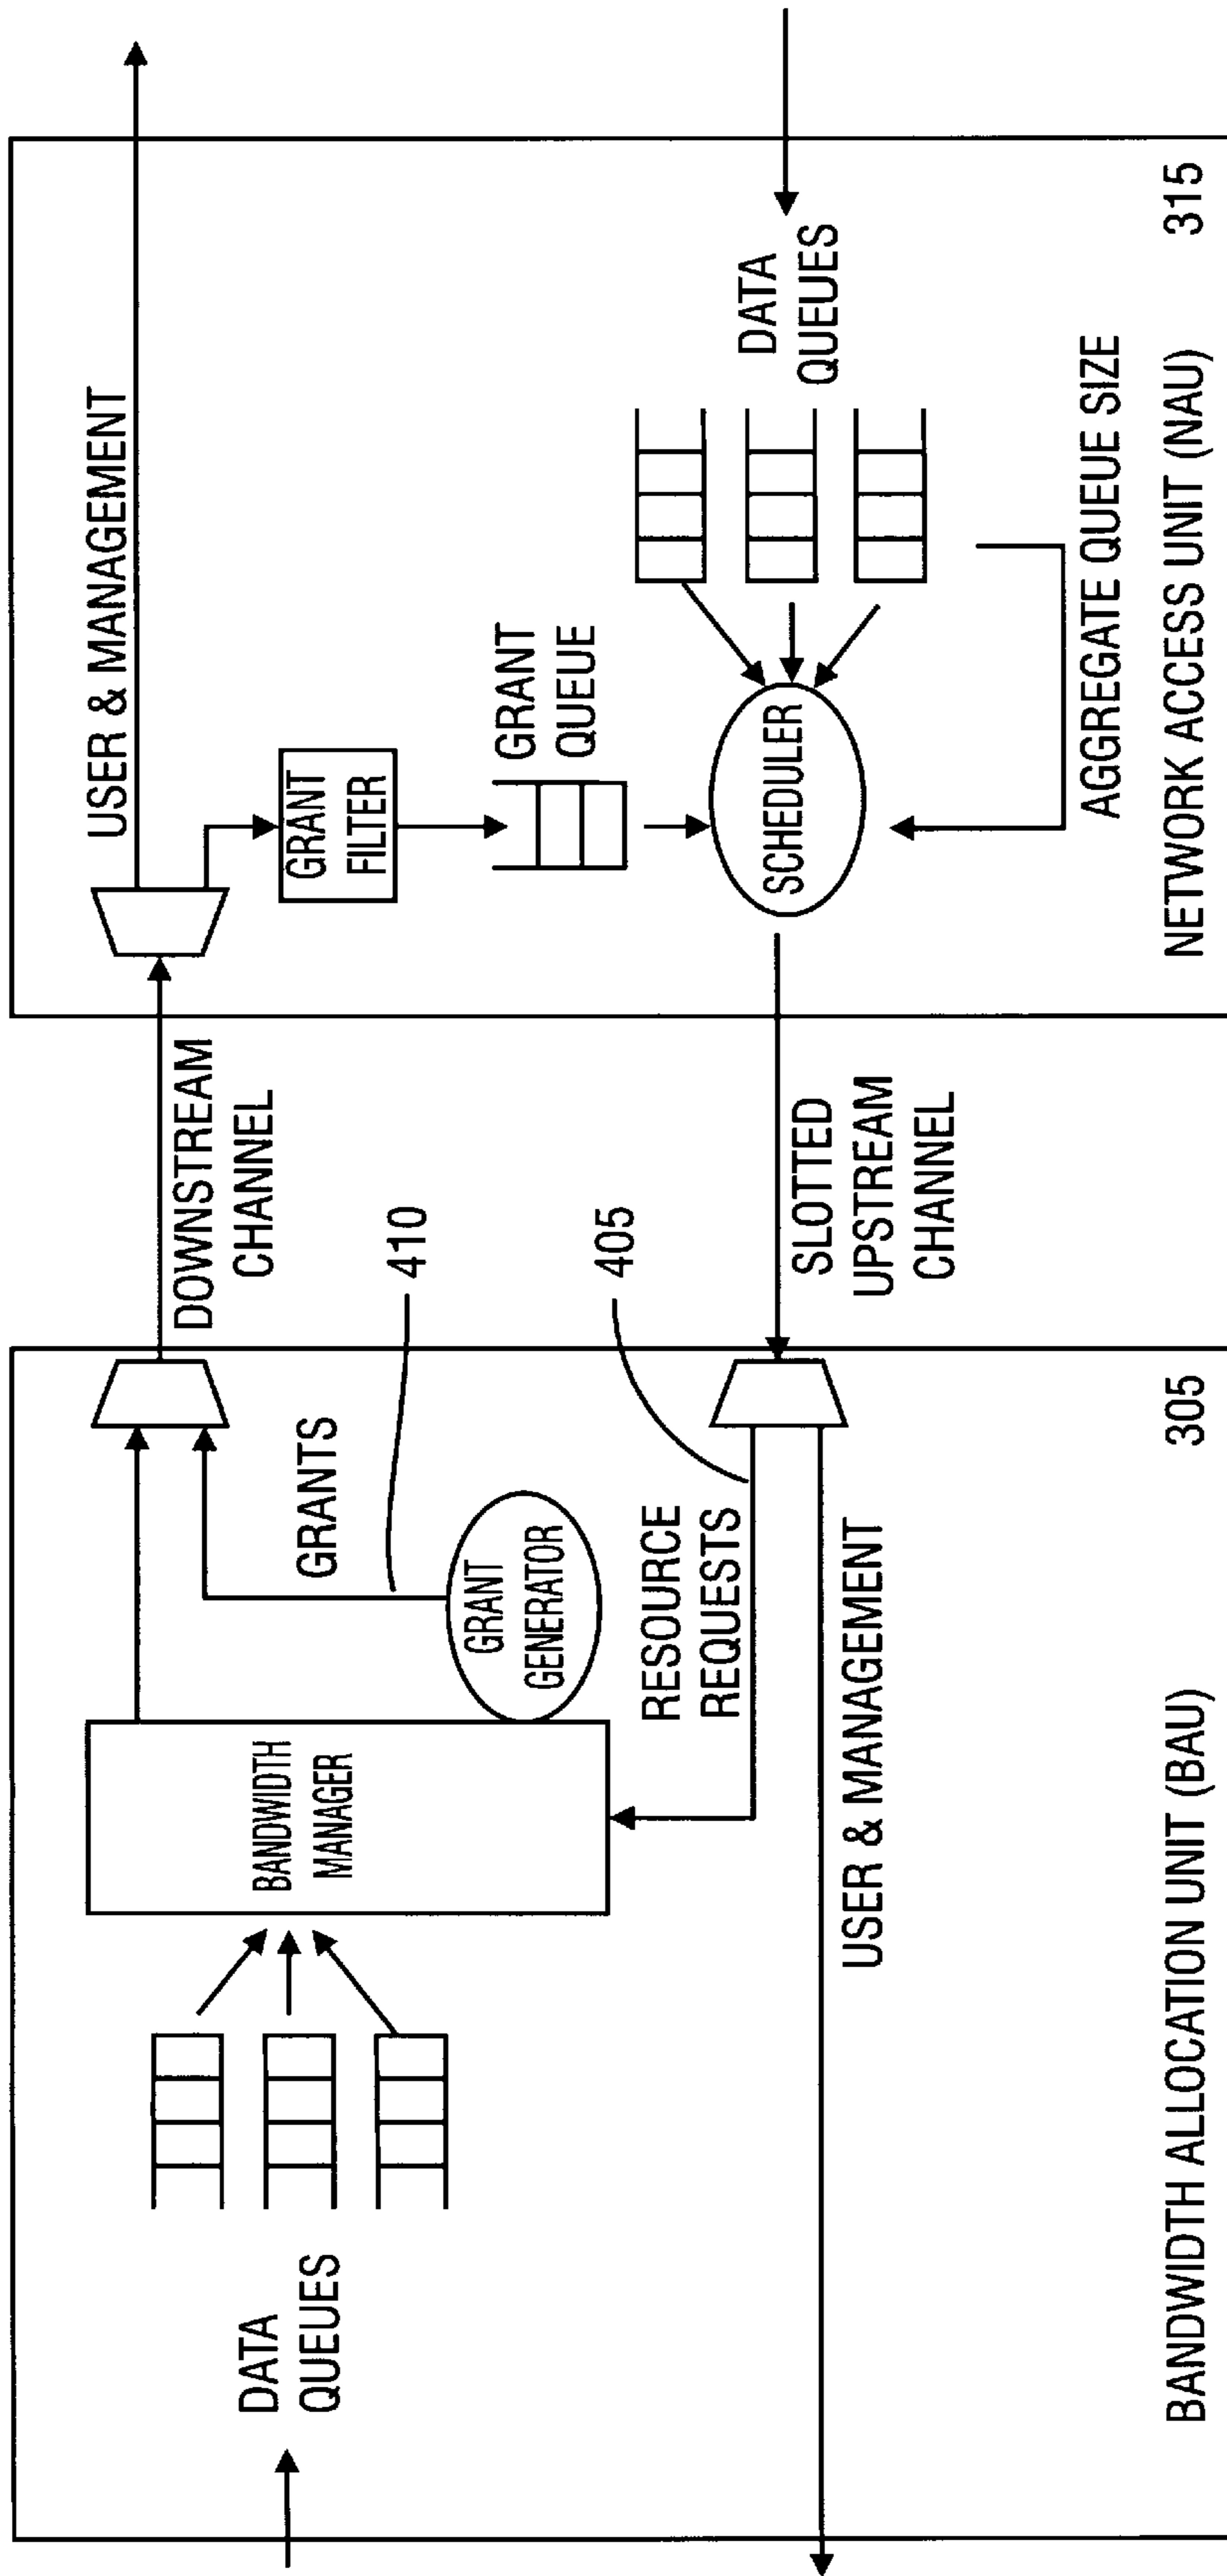 DATA
QUEUES
BANDWIDTH
MANAGER
GRANT
GENERATOR
GRANTS
410
405
RESOURCE
REQUESTS
USER & MANAGEMENT
BANDWIDTH ALLOCATION UNIT (BAU)
305
DOWNSTREAM
CHANNEL
SLOTTED
UPSTREAM
CHANNEL
USER & MANAGEMENT
GRANT
FILTER
GRANT
QUEUE
SCHEDULER
DATA
QUEUES
AGGREGATE QUEUE SIZE
NETWORK ACCESS UNIT (NAU)
315